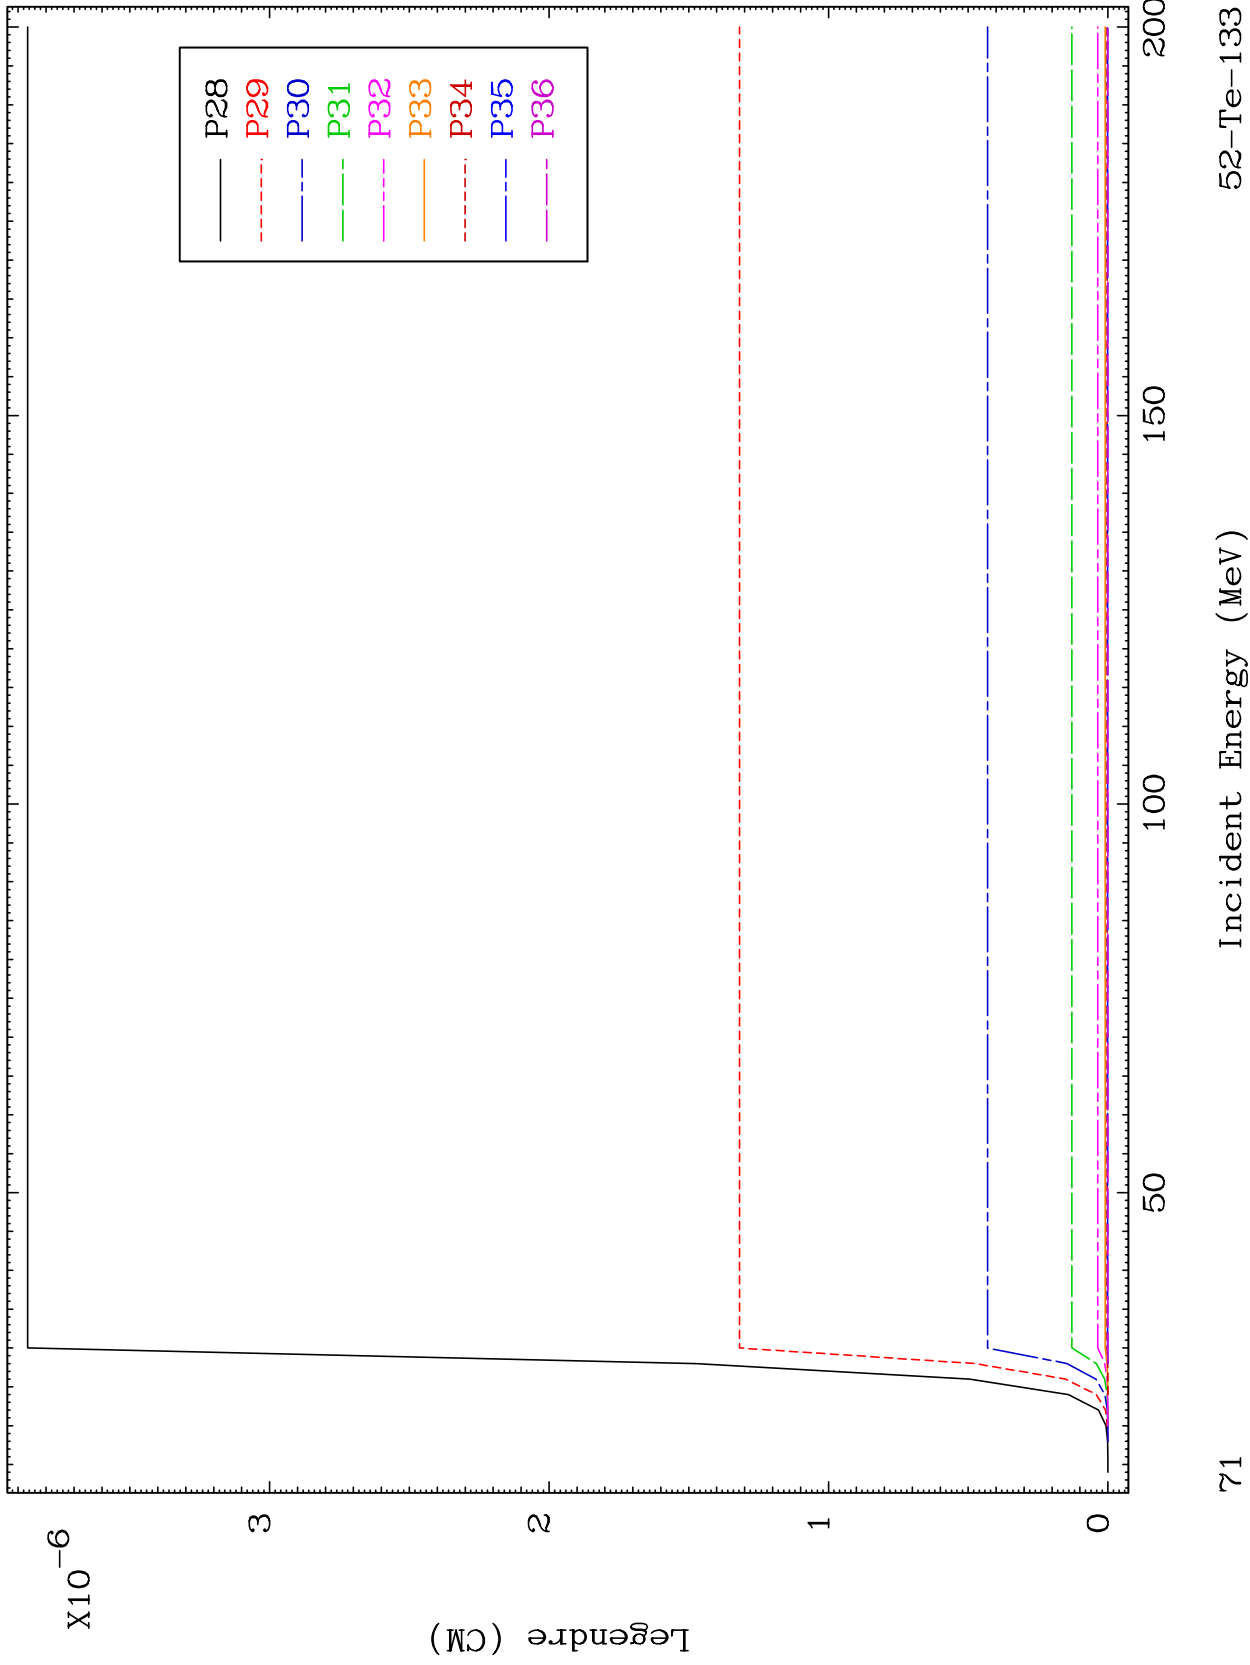 X10-6
Legendre (CM)
3
2
1
0
P28
P29
P30
P31
P32
P33
P34
P35
P36
50
100
150
200
Incident Energy (MeV)
71
52-Te-133